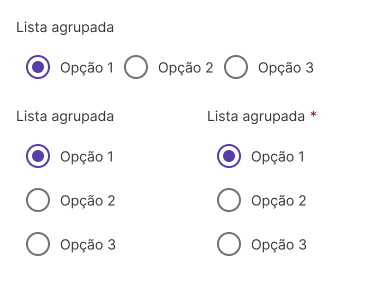 Lista agrupada
Opção 1 Opção 2 Opção 3
Lista agrupada Lista agrupada *
Opção 1 Opção 1
Opção 2 Opção 2
Opção 3 Opção 3